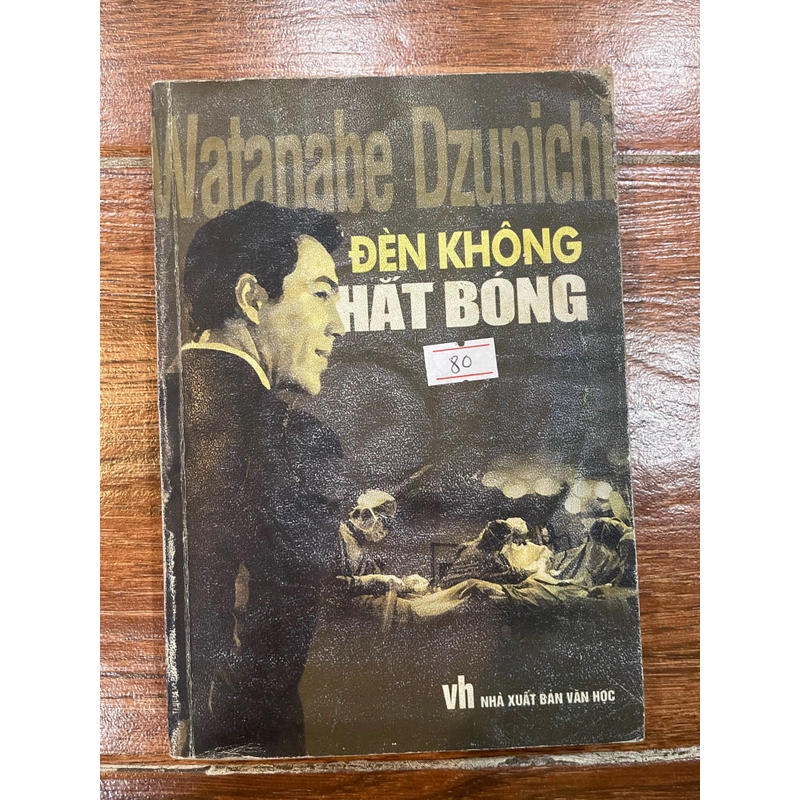 Watanabe Dzunichi
ĐÈN KHÔNG
HẮT BÓNG
80
vh NHÀ XUẤT BẢN VĂN HỌC